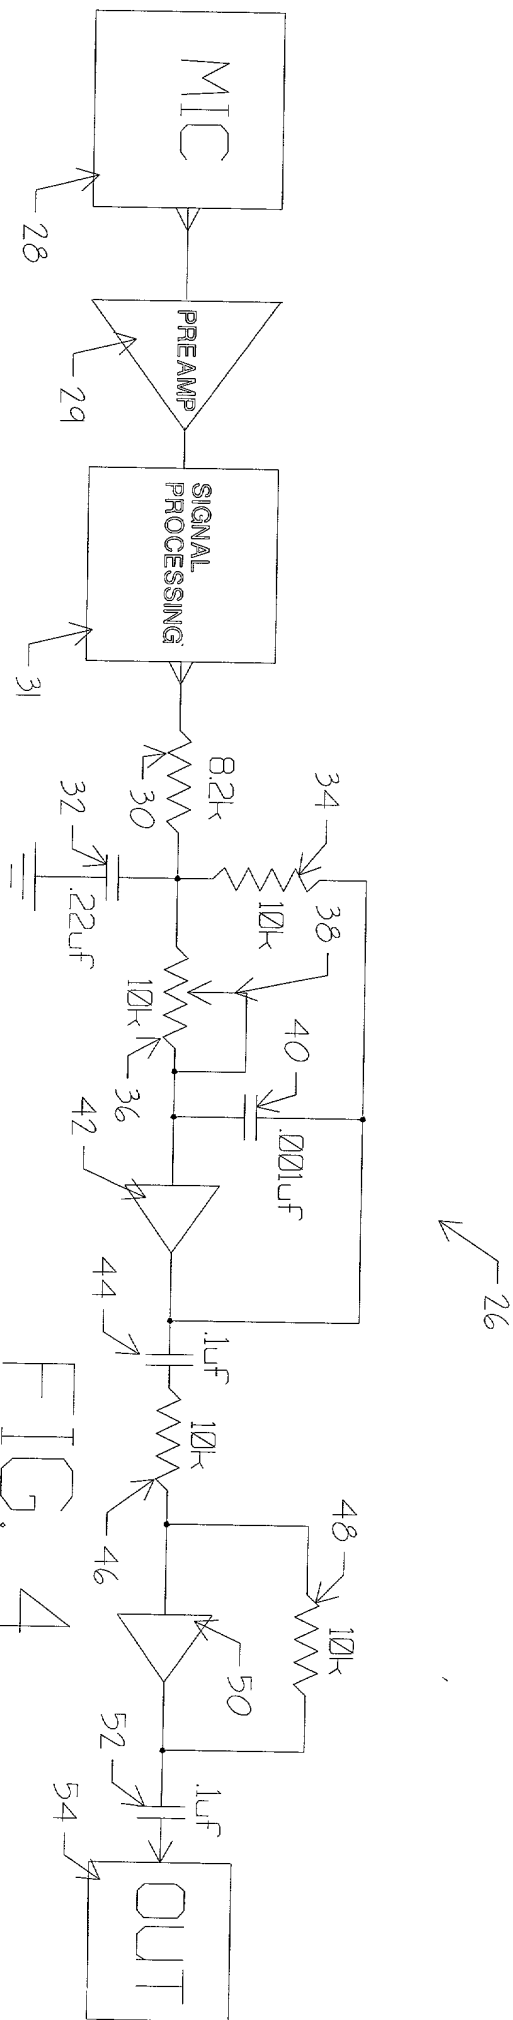 26
MIC
28
PREAMP
29
SIGNAL
PROCESSING
31
8.2k
30
32
.22uf
34
10k
38
10k
36
40
.001uf
42
44
.1uf
10k
46
48
10k
50
52
.1uf
54
OUT
FIG. 4